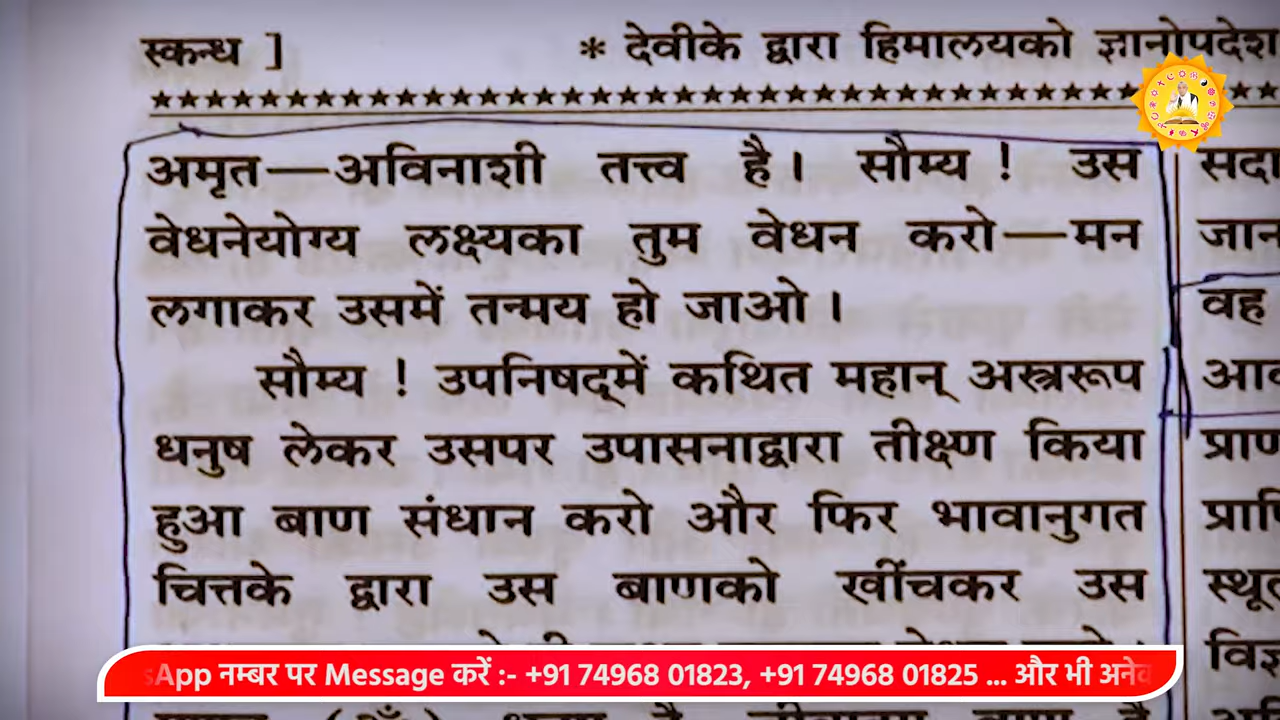 स्कन्ध ] * देवीके द्वारा हिमालयको ज्ञानोपदेश
अमृत—अविनाशी तत्त्व है। सौम्य ! उस
वेधनेयोग्य लक्ष्यका तुम वेधन करो—मन
लगाकर उसमें तन्मय हो जाओ।
सौम्य ! उपनिषद्में कथित महान् अस्त्ररूप
धनुष लेकर उसपर उपासनाद्वारा तीक्ष्ण किया
हुआ बाण संधान करो और फिर भावानुगत
चित्तके द्वारा उस बाणको खींचकर उस
सदा
जान
वह
प्राण
sApp नम्बर पर Message करें :- +91 74968 01823, +91 74968 01825 ... और भी अनेक